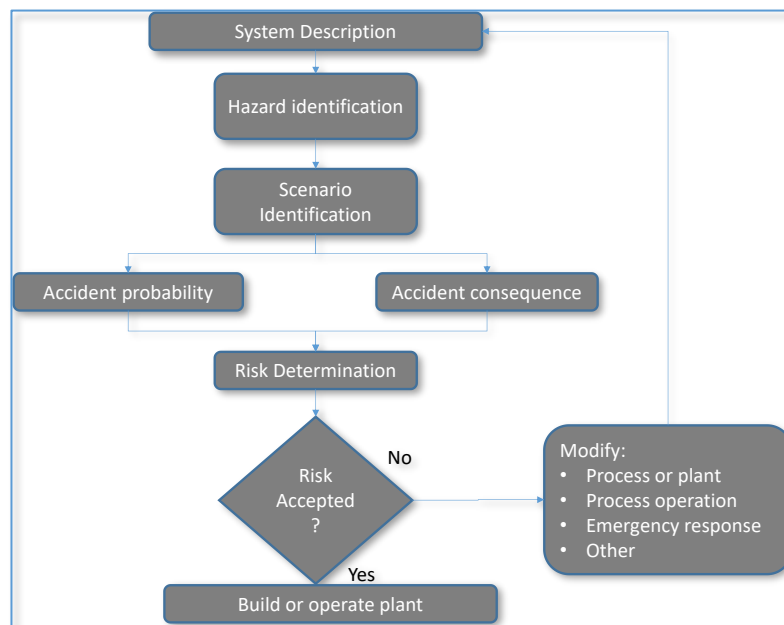 System Description
Hazard identification
Scenario
Identification
Accident probability
Accident consequence
Risk Determination
Risk
Accepted
?
No
Modify:
• Process or plant
• Process operation
• Emergency response
• Other
Yes
Build or operate plant